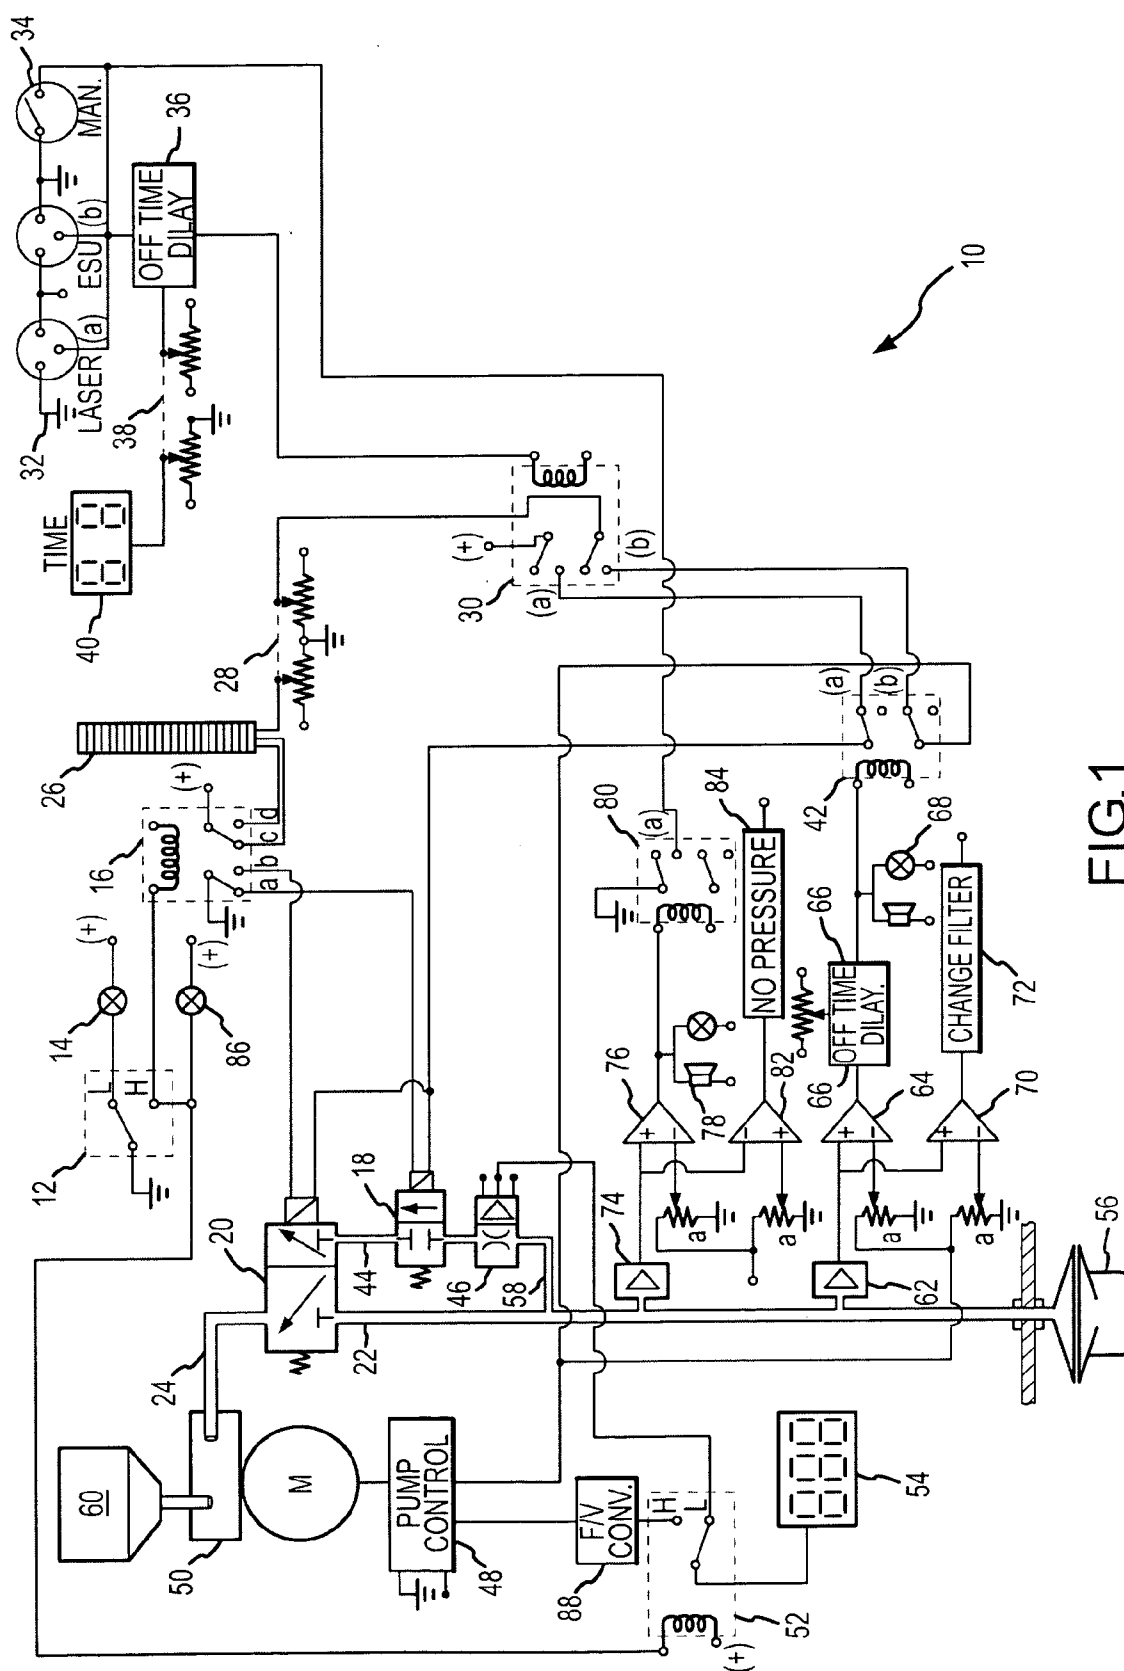 34
MAN.
ESU (b)
LASER (a)
32
36
OFF TIME
DILAY
38
TIME
40
10
28
26
(+)
30
(a)
(b)
(+)
16
a b c d
(+)
14
(+)
86
12
L
H
20
18
44
46
58
22
24
60
50
M
PUMP
CONTROL
48
F/V
CONV.
88
H
L
52
(+)
54
56
(a)
(b)
42
80
(a)
84
NO PRESSURE
76
+
−
78
82
−
+
74
a
a
66
OFF TIME
DILAY.
66
64
+
−
68
CHANGE FILTER
72
70
+
−
62
a
a
FIG.1